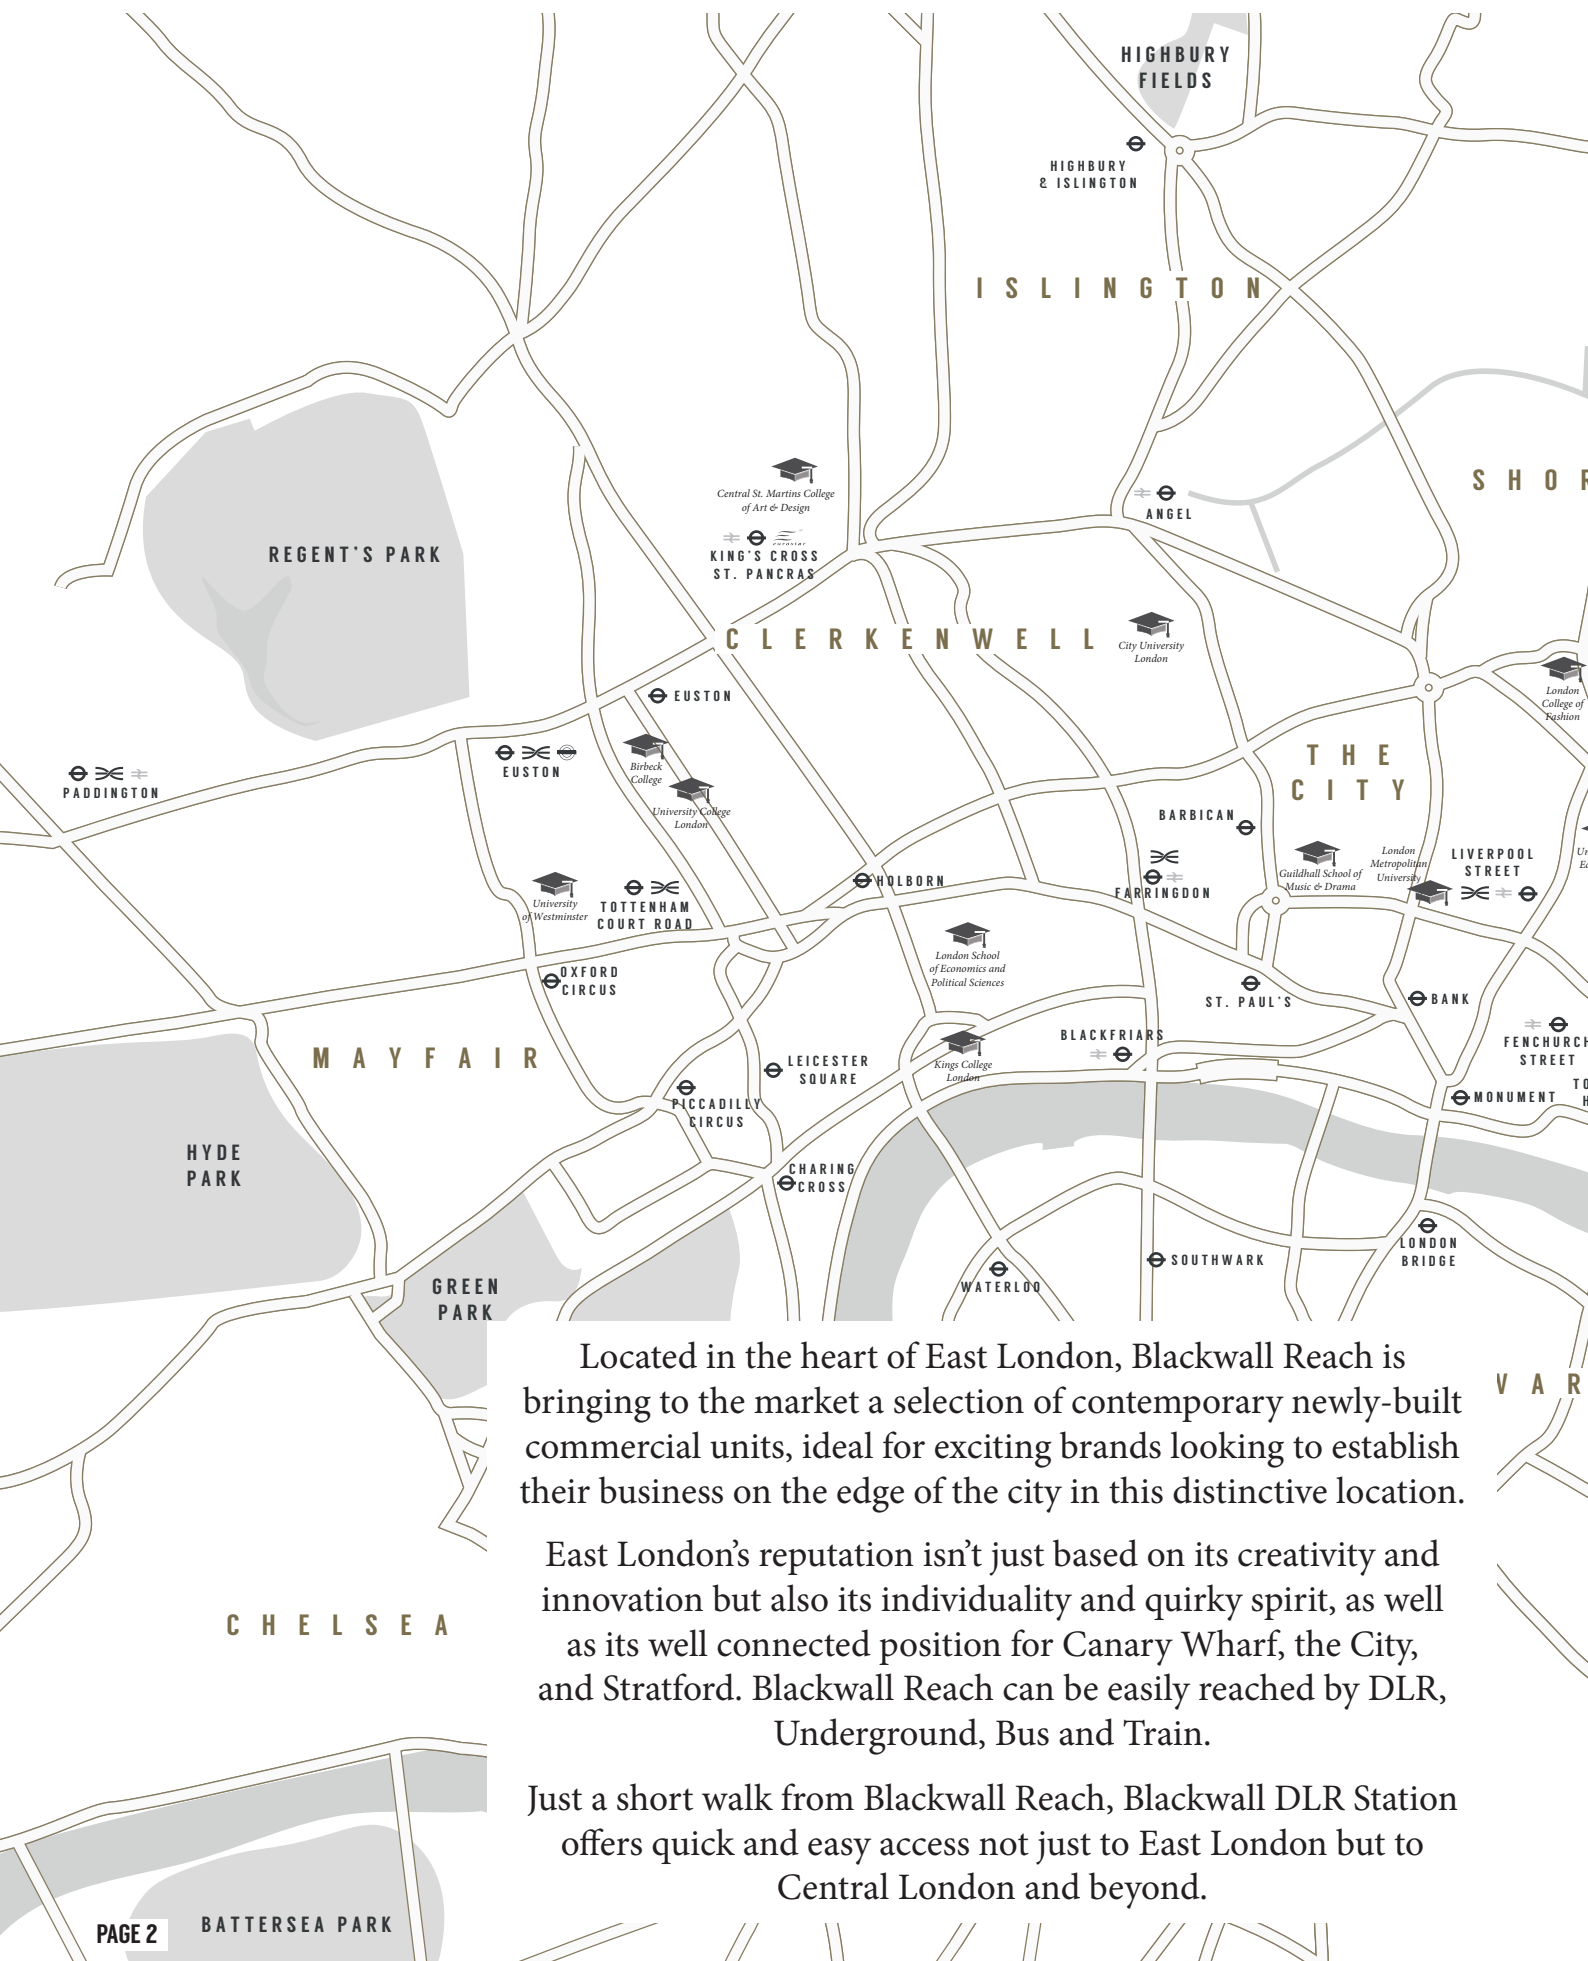 HIGHBURY
FIELDS
HIGHBURY
& ISLINGTON
ISLINGTON
SHOR
Central St. Martins College
of Art & Design
ANGEL
eurostar
KING'S CROSS
ST. PANCRAS
REGENT'S PARK
CLERKENWELL
City University
London
EUSTON
London
College of
Fashion
EUSTON
Birbeck
College
THE
CITY
PADDINGTON
University College
London
BARBICAN
London
Metropolitan
University
LIVERPOOL
STREET
Guildhall School of
Music & Drama
HOLBORN
FARRINGDON
University
of Westminster
TOTTENHAM
COURT ROAD
London School
of Economics and
Political Sciences
OXFORD
CIRCUS
ST. PAUL'S
BANK
BLACKFRIARS
FENCHURCH
STREET
MAYFAIR
LEICESTER
SQUARE
Kings College
London
PICCADILLY
CIRCUS
MONUMENT
TO
H
HYDE
PARK
CHARING
CROSS
LONDON
BRIDGE
SOUTHWARK
WATERLOO
GREEN
PARK
Located in the heart of East London, Blackwall Reach is
bringing to the market a selection of contemporary newly-built
commercial units, ideal for exciting brands looking to establish
their business on the edge of the city in this distinctive location.
VAR
East London's reputation isn't just based on its creativity and
innovation but also its individuality and quirky spirit, as well
as its well connected position for Canary Wharf, the City,
and Stratford. Blackwall Reach can be easily reached by DLR,
Underground, Bus and Train.
CHELSEA
Just a short walk from Blackwall Reach, Blackwall DLR Station
offers quick and easy access not just to East London but to
Central London and beyond.
BATTERSEA PARK
PAGE 2